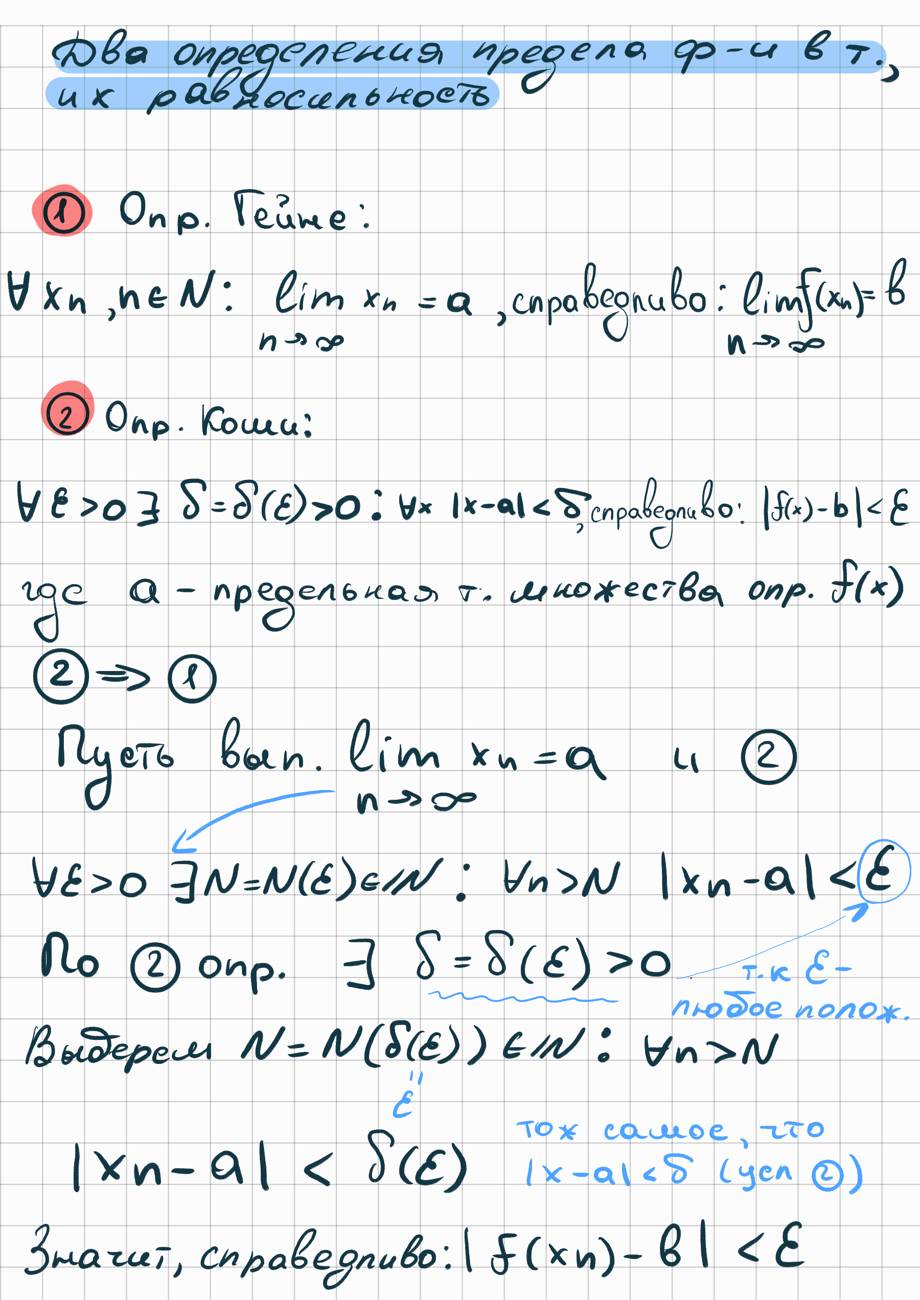 Два определения предела ф-и в т.,
их равносильность
① Опр. Гейне:
∀ xn, n ∈ N: lim xn = a, справедливо: lim f(xn) = в
n→∞ n→∞
② Опр. Коши:
∀ε>0 ∃ δ=δ(ε)>0: ∀x |x-a|<δ, справедливо: |f(x)-b|<ε
где a - предельная т. множества опр. f(x)
② ⇒ ①
Пусть вып. lim xn = a и ②
n→∞
∀ε>0 ∃N=N(ε)∈ℕ: ∀n>N |xn-a|<ε
По ② опр. ∃ δ=δ(ε)>0
т.к ε-
любое полож.
Выберем N=N(δ(ε))∈ℕ: ∀n>N
"
ε
|xn-a| < δ(ε)
тож самое, что
|x-a|<δ (усл ②)
Значит, справедливо: |f(xn)-в| < ε